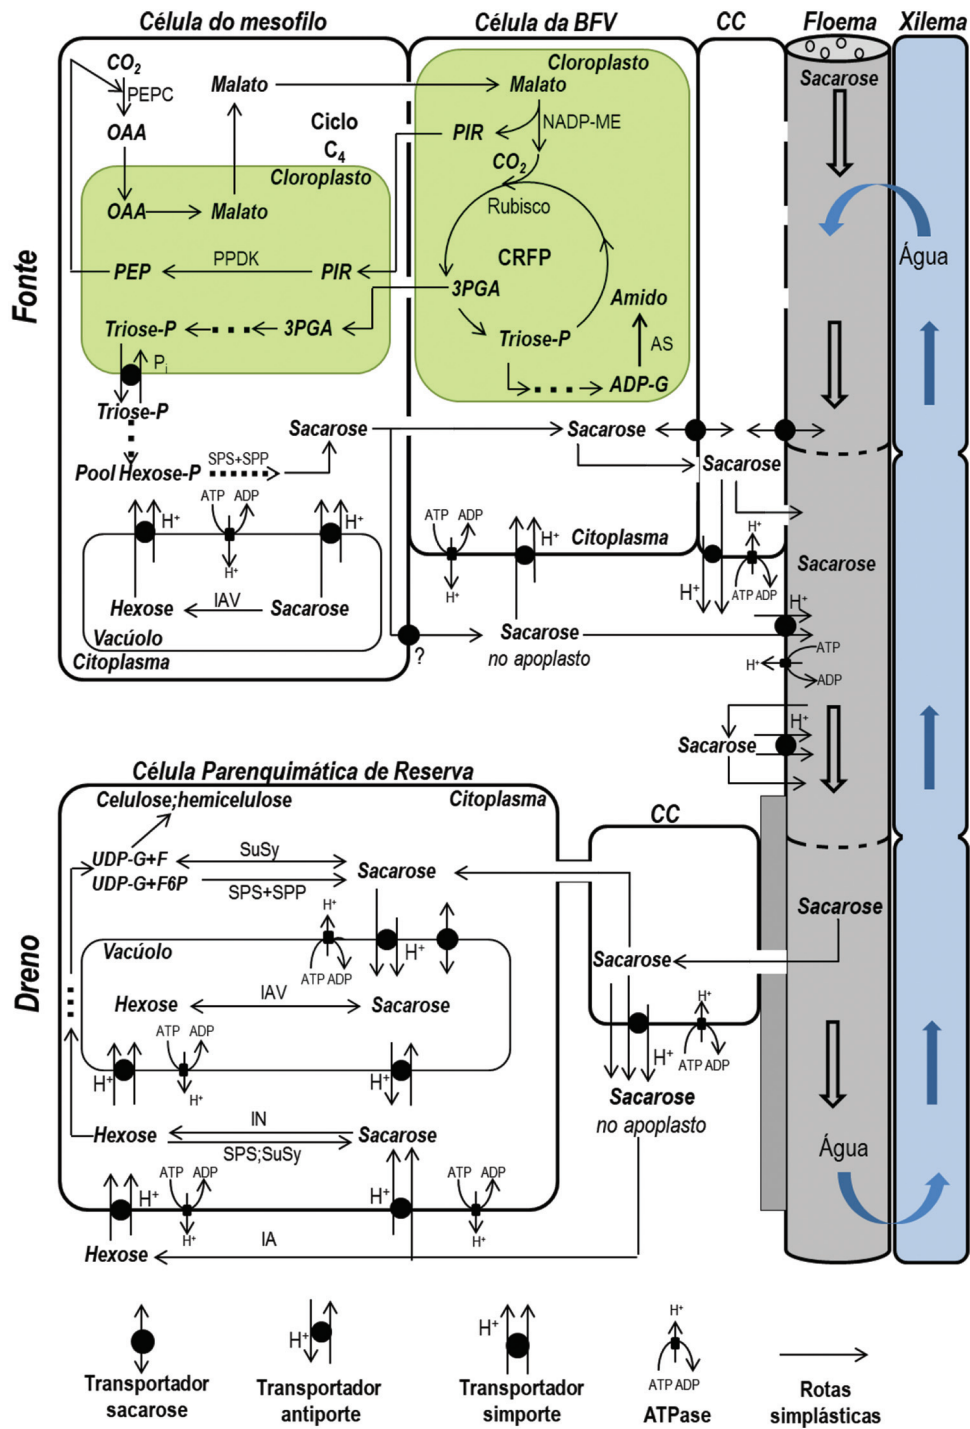 Célula do mesofilo
Célula da BFV
CC
Floema
Xilema
Fonte
CO2
PEPC
OAA
Malato
Ciclo
C4
Cloroplasto
OAA
Malato
PEP
PPDK
PIR
Triose-P
3PGA
Pi
Triose-P
Pool Hexose-P
SPS+SPP
Sacarose
ATP
ADP
H+
H+
H+
Hexose
IAV
Sacarose
Vacúolo
Citoplasma
Cloroplasto
Malato
NADP-ME
PIR
CO2
Rubisco
CRFP
3PGA
Triose-P
Amido
AS
ADP-G
Sacarose
Sacarose
ATP
ADP
H+
H+
Citoplasma
H+
H+
ATP ADP
?
Sacarose
no apoplasto
Sacarose
Água
Sacarose
H+
H+
ATP
ADP
H+
Sacarose
Dreno
Célula Parenquimática de Reserva
Celulose;hemicelulose
Citoplasma
UDP-G+F
SuSy
UDP-G+F6P
SPS+SPP
Sacarose
H+
ATP ADP
H+
Vacúolo
Hexose
IAV
Sacarose
ATP
ADP
H+
H+
H+
Hexose
IN
Sacarose
SPS;SuSy
H+
ATP
ADP
H+
H+
ATP
ADP
H+
Hexose
IA
CC
Sacarose
H+
H+
ATP ADP
Sacarose
no apoplasto
Sacarose
Água
H+
Transportador
sacarose
H+
Transportador
antiporte
H+
Transportador
simporte
H+
ATP ADP
ATPase
Rotas
simplásticas